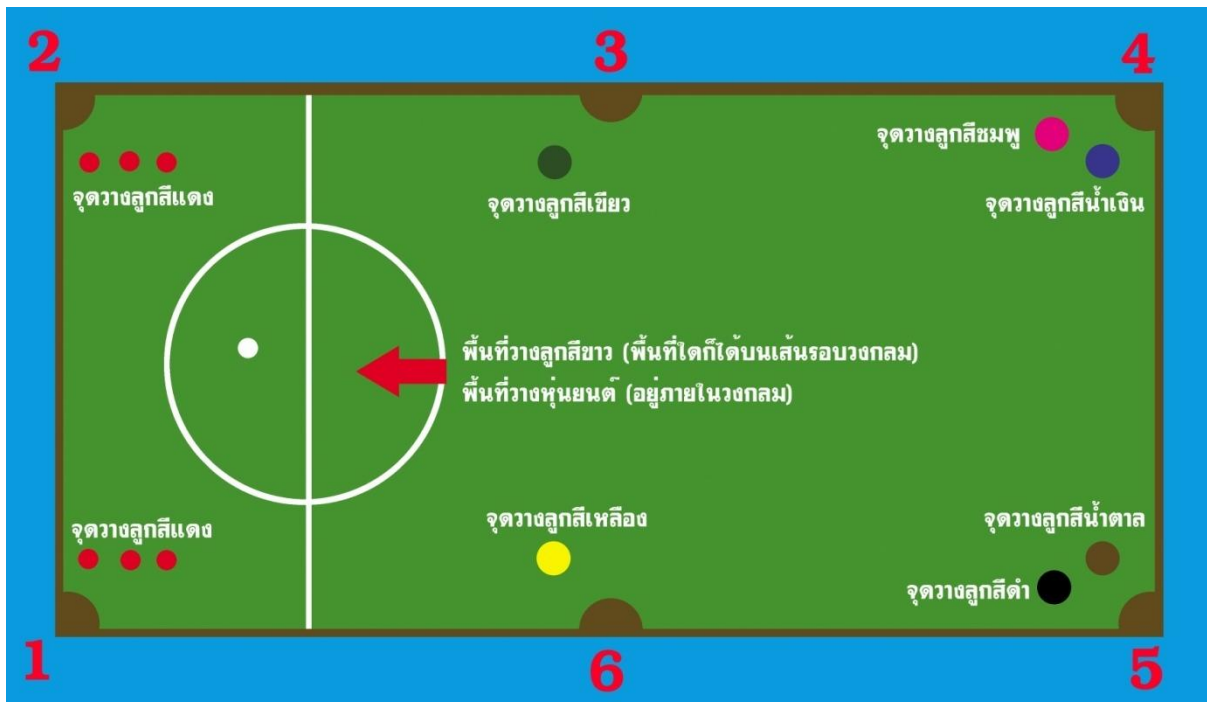 2
3
4
จุดวางลูกสีชมพู
จุดวางลูกสีแดง
จุดวางลูกสีเขียว
จุดวางลูกสีน้ำเงิน
พื้นที่วางลูกสีขาว (พื้นที่ใดก็ได้บนเส้นรอบวงกลม)
พื้นที่วางหุ่นยนต์ (อยู่ภายในวงกลม)
จุดวางลูกสีแดง
จุดวางลูกสีเหลือง
จุดวางลูกสีน้ำตาล
จุดวางลูกสีดำ
1
6
5